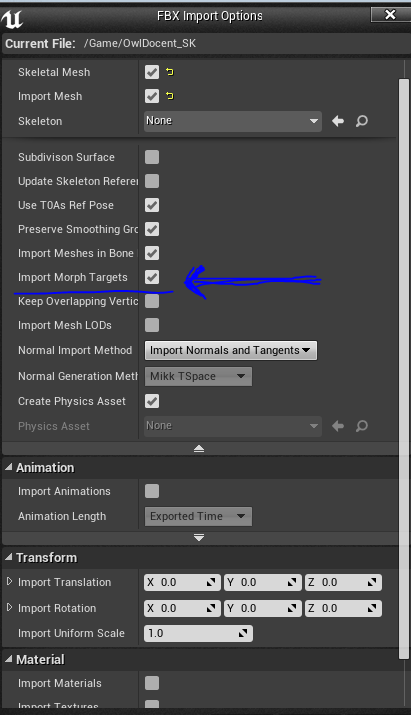 FBX Import Options
Current File: /Game/OwlDocent_SK
Skeletal Mesh
Import Mesh
Skeleton None
Subdivison Surface
Update Skeleton Referer
Use T0As Ref Pose
Preserve Smoothing Gro
Import Meshes in Bone
Import Morph Targets
Keep Overlapping Vertic
Import Mesh LODs
Normal Import Method Import Normals and Tangents
Normal Generation Meth Mikk TSpace
Create Physics Asset
Physics Asset None
Animation
Import Animations
Animation Length Exported Time
Transform
Import Translation X 0.0 Y 0.0 Z 0.0
Import Rotation X 0.0 Y 0.0 Z 0.0
Import Uniform Scale 1.0
Material
Import Materials
Import Textures